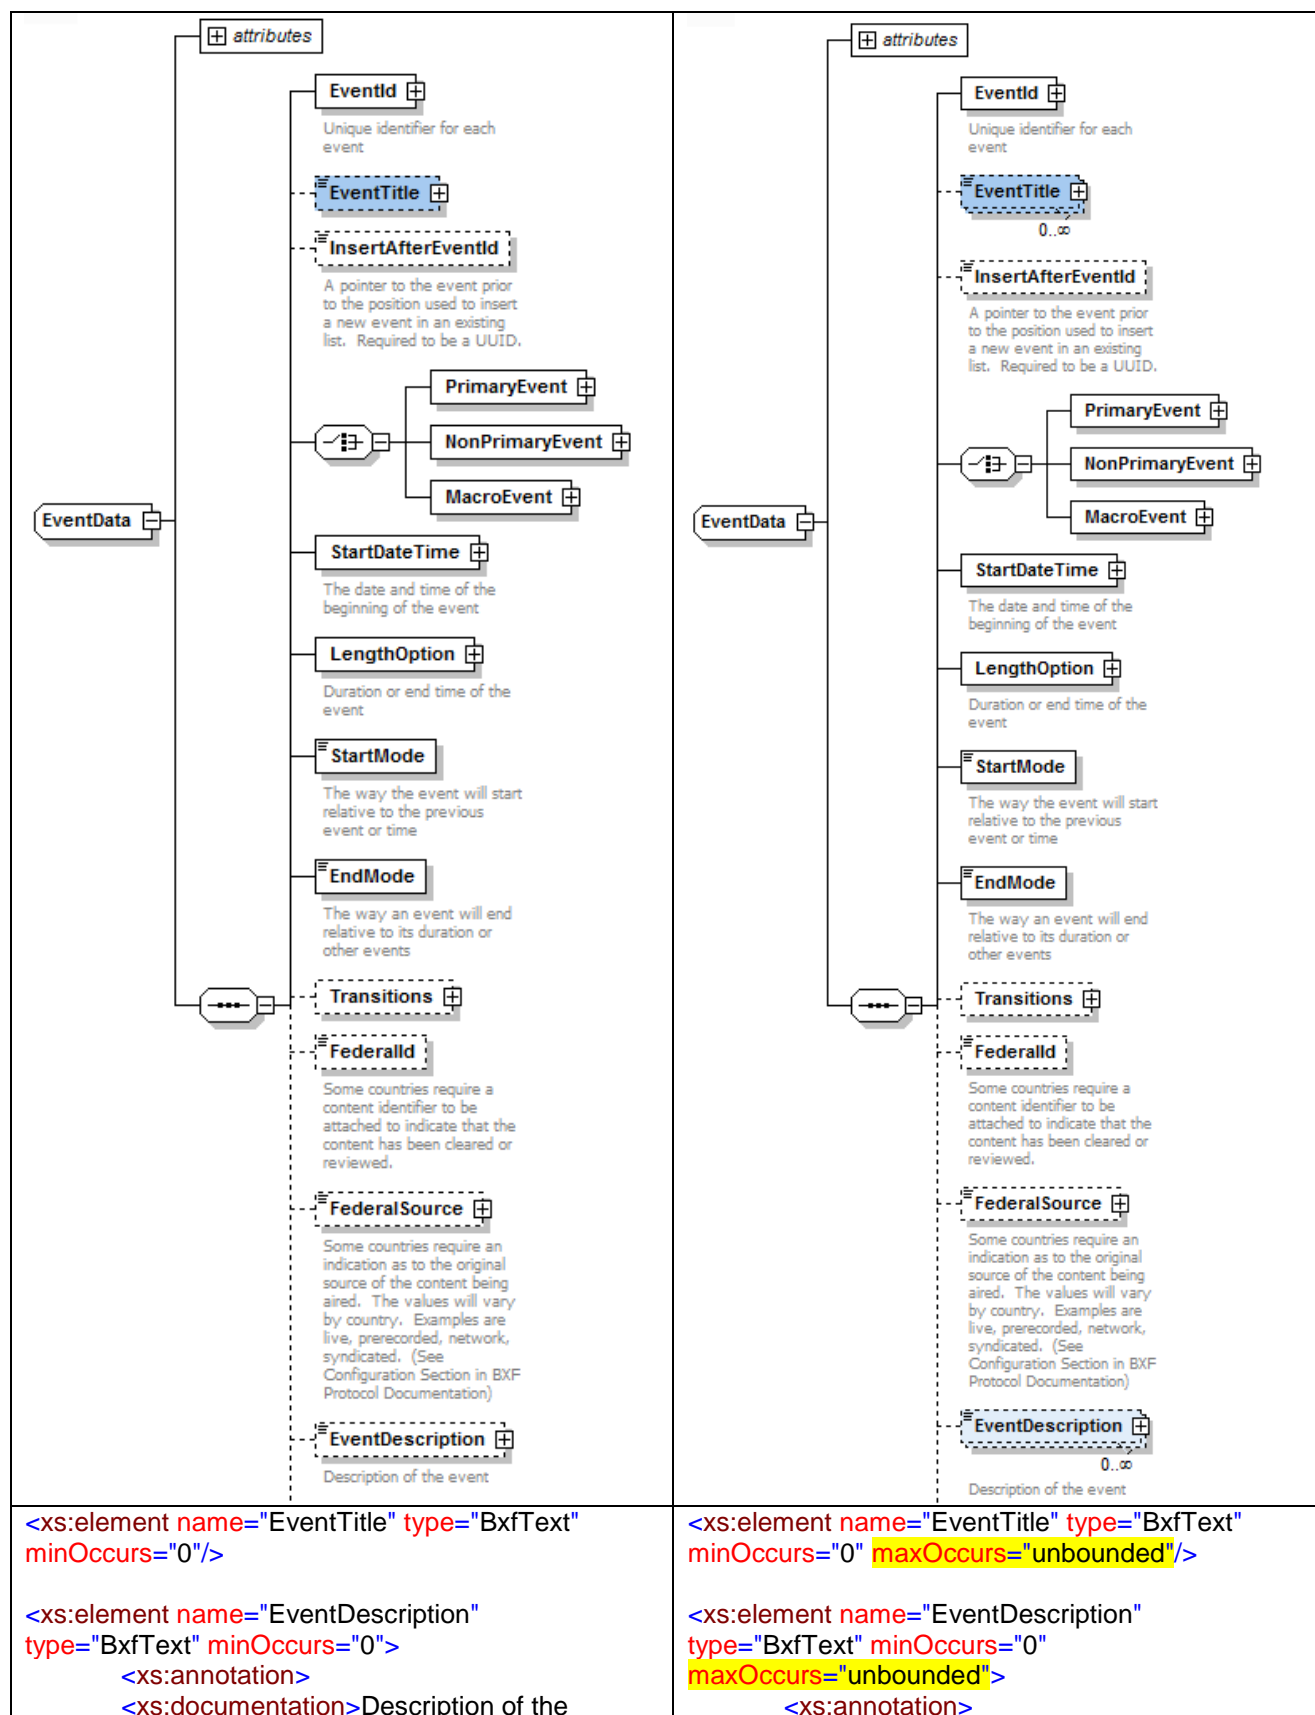 attributes
EventId
Unique identifier for each
event
EventTitle
InsertAfterEventId
A pointer to the event prior
to the position used to insert
a new event in an existing
list.  Required to be a UUID.
PrimaryEvent
NonPrimaryEvent
MacroEvent
EventData
StartDateTime
The date and time of the
beginning of the event
LengthOption
Duration or end time of the
event
StartMode
The way the event will start
relative to the previous
event or time
EndMode
The way an event will end
relative to its duration or
other events
Transitions
FederalId
Some countries require a
content identifier to be
attached to indicate that the
content has been cleared or
reviewed.
FederalSource
Some countries require an
indication as to the original
source of the content being
aired.  The values will vary
by country.  Examples are
live, prerecorded, network,
syndicated.  (See
Configuration Section in BXF
Protocol Documentation)
EventDescription
Description of the event
<xs:element name="EventTitle" type="BxfText"
minOccurs="0"/>
<xs:element name="EventDescription"
type="BxfText" minOccurs="0">
<xs:annotation>
<xs:documentation>Description of the
attributes
EventId
Unique identifier for each
event
EventTitle
0..∞
InsertAfterEventId
A pointer to the event prior
to the position used to insert
a new event in an existing
list.  Required to be a UUID.
PrimaryEvent
NonPrimaryEvent
MacroEvent
EventData
StartDateTime
The date and time of the
beginning of the event
LengthOption
Duration or end time of the
event
StartMode
The way the event will start
relative to the previous
event or time
EndMode
The way an event will end
relative to its duration or
other events
Transitions
FederalId
Some countries require a
content identifier to be
attached to indicate that the
content has been cleared or
reviewed.
FederalSource
Some countries require an
indication as to the original
source of the content being
aired.  The values will vary
by country.  Examples are
live, prerecorded, network,
syndicated.  (See
Configuration Section in BXF
Protocol Documentation)
EventDescription
0..∞
Description of the event
<xs:element name="EventTitle" type="BxfText"
minOccurs="0" maxOccurs="unbounded"/>
<xs:element name="EventDescription"
type="BxfText" minOccurs="0"
maxOccurs="unbounded">
<xs:annotation>